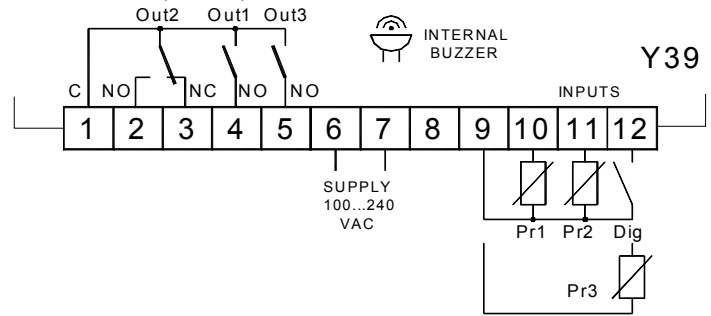 Out2 Out1 Out3
INTERNAL
BUZZER
Y39
C NO NC NO NO INPUTS
1 2 3 4 5 6 7 8 9 10 11 12
SUPPLY
100...240
VAC
Pr1 Pr2 Dig
Pr3